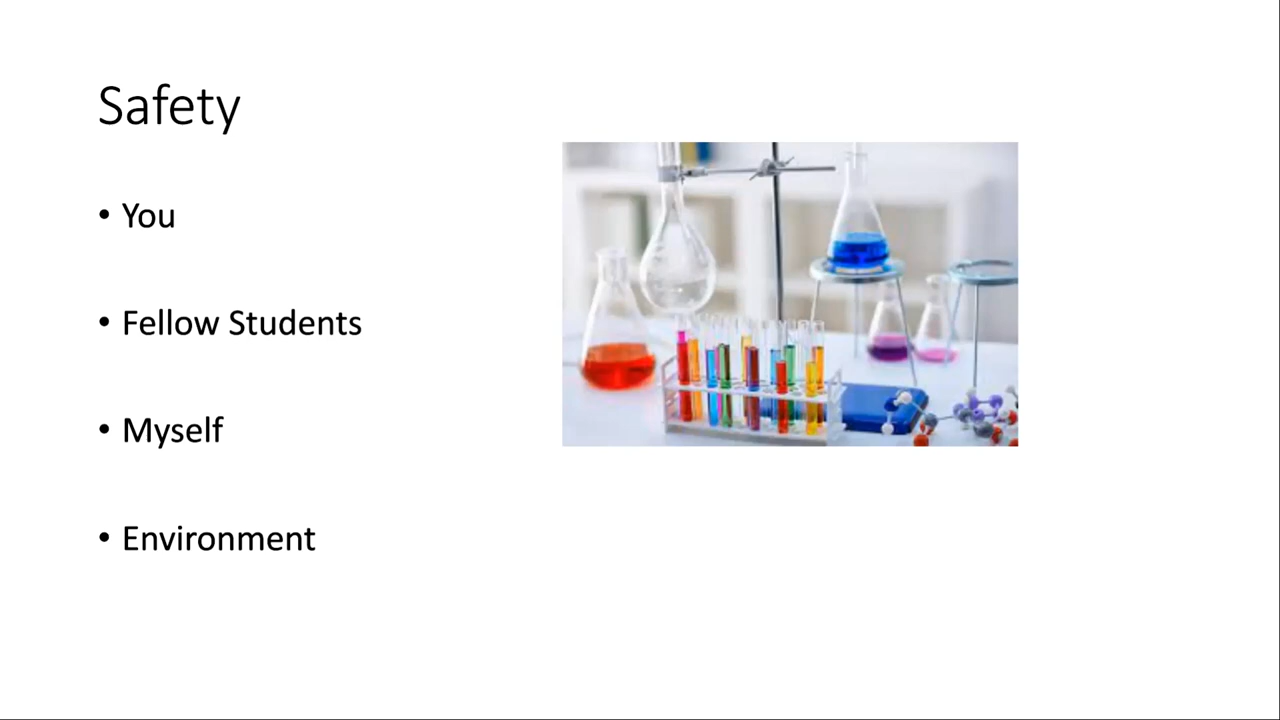 Safety
• You
• Fellow Students
• Myself
• Environment